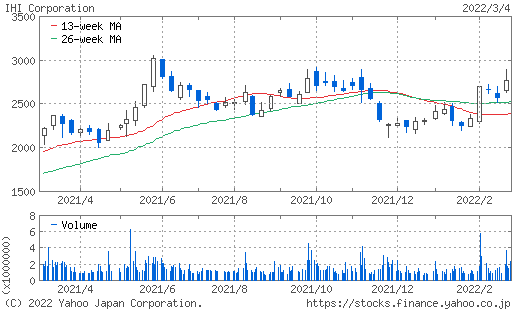 IHI Corporation 2022/3/4
3500
13-week MA
26-week MA
3000
2500
2000
1500
2021/4 2021/6 2021/8 2021/10 2021/12 2022/2
8
Volume
6
4
2
0
(x1000000)
2021/4 2021/6 2021/8 2021/10 2021/12 2022/2
(C) 2022 Yahoo Japan Corporation. https://stocks.finance.yahoo.co.jp/